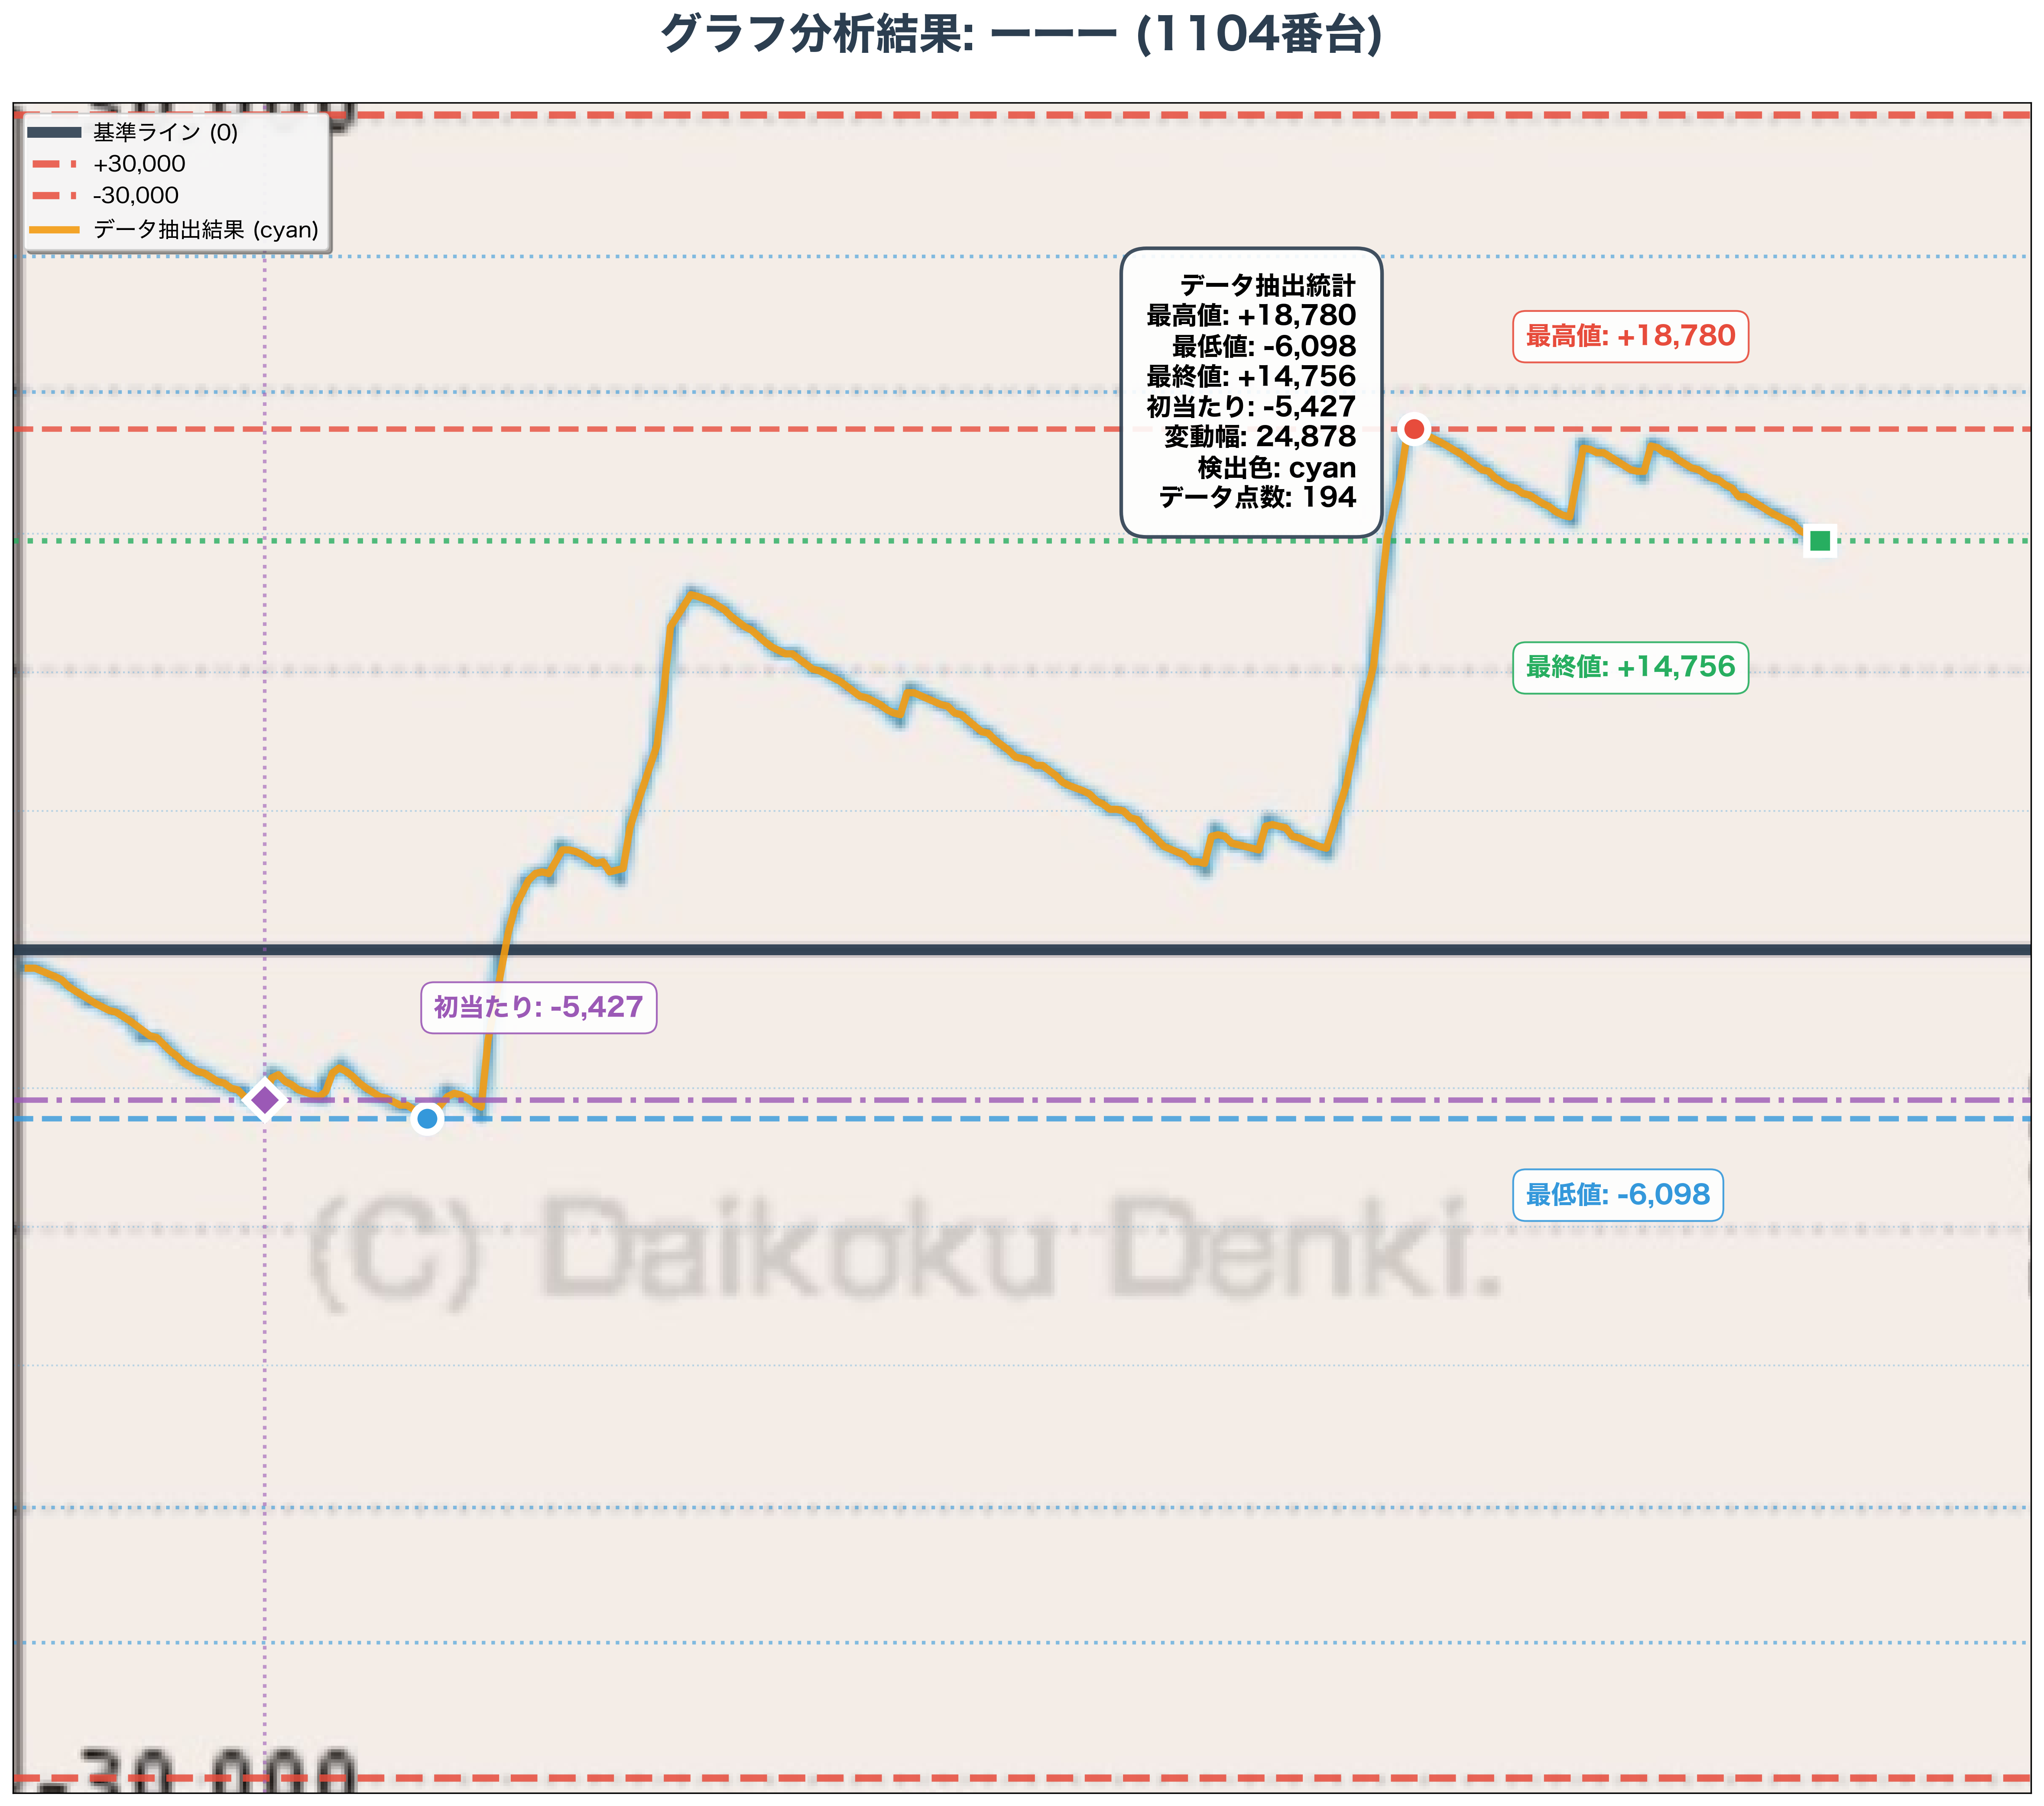 グラフ分析結果: ーーー (1104番台)
基準ライン (0)
+30,000
-30,000
データ抽出結果 (cyan)
データ抽出統計
最高値: +18,780
最低値: -6,098
最終値: +14,756
初当たり: -5,427
変動幅: 24,878
検出色: cyan
データ点数: 194
最高値: +18,780
最終値: +14,756
初当たり: -5,427
最低値: -6,098
(C) Daikoku Denki.
-30,000